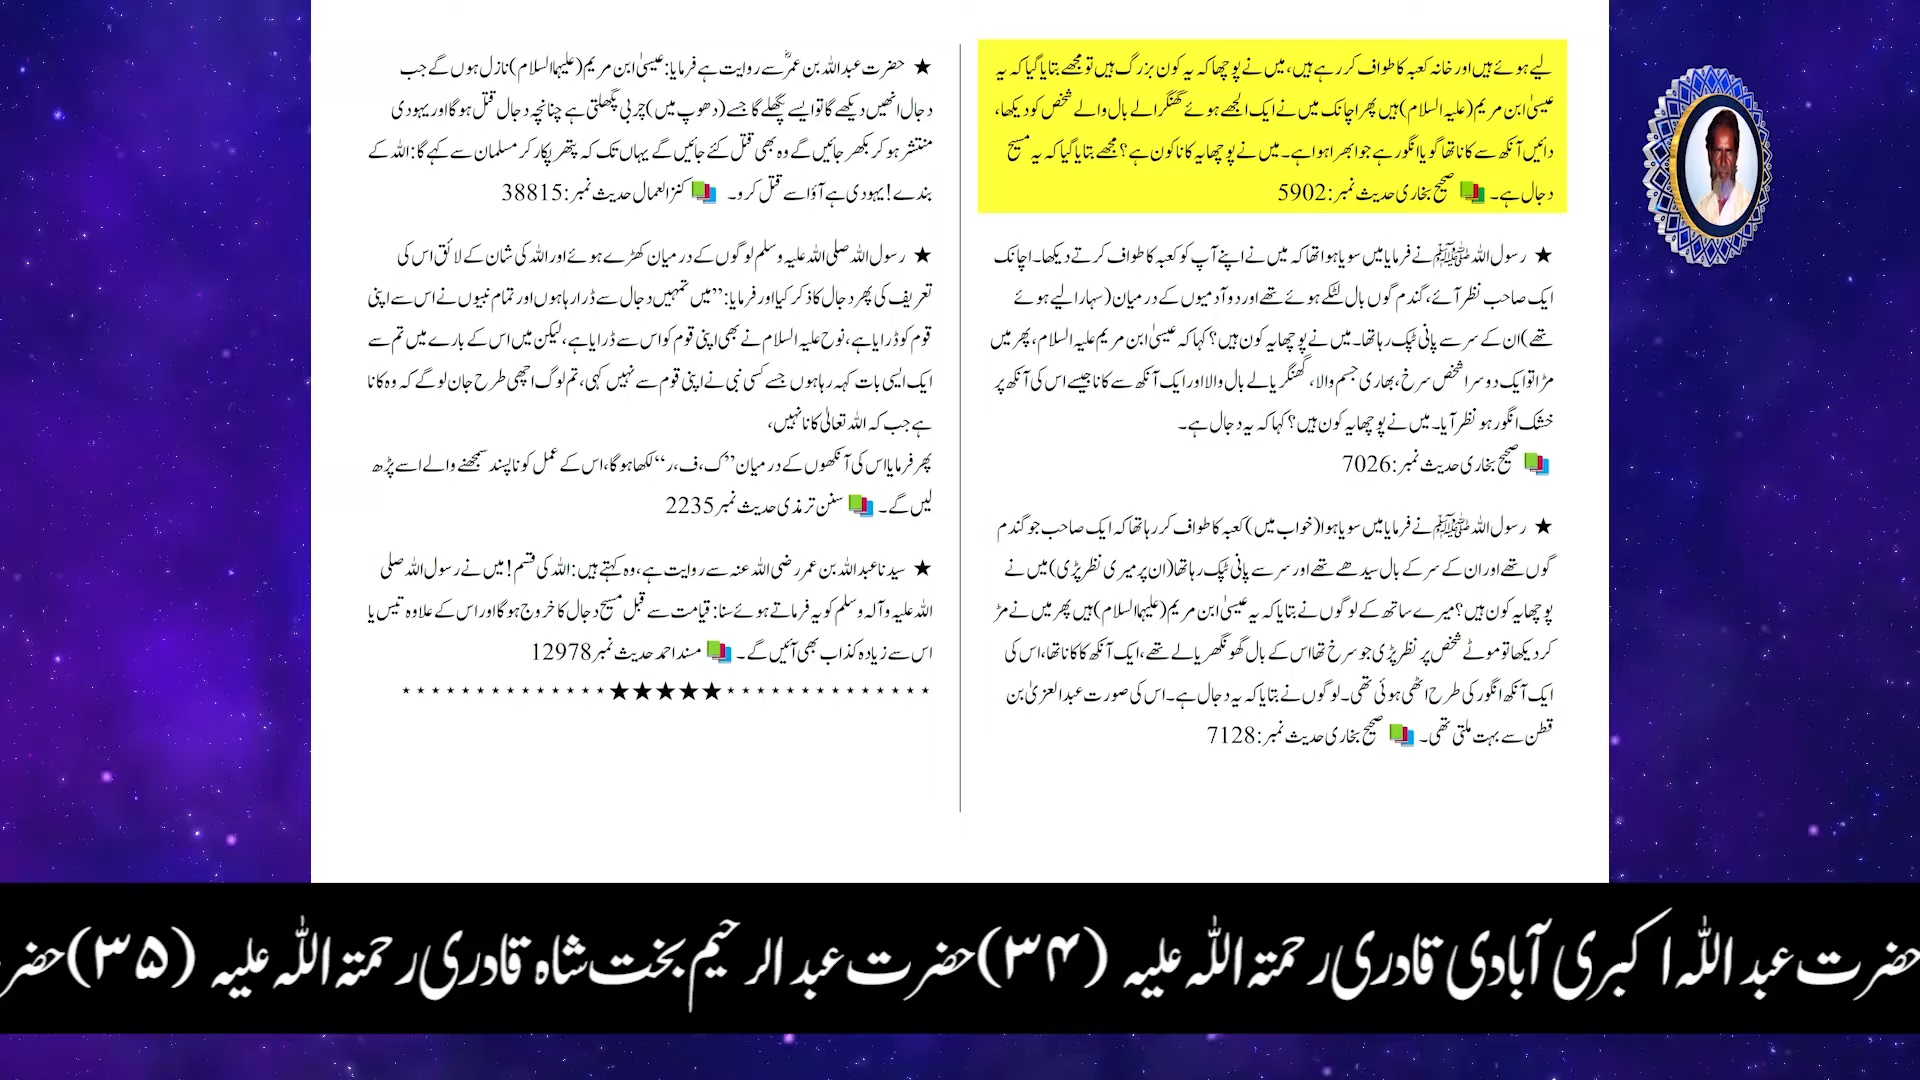 لیے ہوئے ہیں اور خانہ کعبہ کا طواف کر رہے ہیں، میں نے پوچھا کہ یہ کون بزرگ ہیں تو مجھے بتایا گیا کہ یہ
عیسیٰ ابن مریم (علیہ السلام) ہیں پھر اچانک میں نے ایک الجھے ہوئے گھنگرالے بال والے شخص کو دیکھا،
دائیں آنکھ سے کانا تھا گویا انگور ہے جو ابھرا ہوا ہے۔ میں نے پوچھا یہ کانا کون ہے؟ مجھے بتایا گیا کہ یہ مسیح
دجال ہے۔ صحیح بخاری حدیث نمبر: 5902
★ رسول اللہ ﷺ نے فرمایا میں سویا ہوا تھا کہ میں نے اپنے آپ کو کعبہ کا طواف کرتے دیکھا۔ اچانک
ایک صاحب نظر آئے، گندم گوں بال لٹکے ہوئے تھے اور دو آدمیوں کے درمیان (سہارا لیے ہوئے
تھے) ان کے سر سے پانی ٹپک رہا تھا۔ میں نے پوچھا یہ کون ہیں؟ کہا کہ عیسیٰ ابن مریم علیہ السلام، پھر میں
مڑا تو ایک دوسرا شخص سرخ، بھاری جسم والا، گھنگریالے بال والا اور ایک آنکھ سے کانا جیسے اس کی آنکھ پر
خشک انگور ہو نظر آیا۔ میں نے پوچھا یہ کون ہیں؟ کہا کہ یہ دجال ہے۔
صحیح بخاری حدیث نمبر: 7026
★ رسول اللہ ﷺ نے فرمایا میں سویا ہوا (خواب میں) کعبہ کا طواف کر رہا تھا کہ ایک صاحب جو گندم
گوں تھے اور ان کے سر کے بال سیدھے تھے اور سر سے پانی ٹپک رہا تھا (ان پر میری نظر پڑی) میں نے
پوچھا یہ کون ہیں؟ میرے ساتھ کے لوگوں نے بتایا کہ یہ عیسیٰ ابن مریم (علیہما السلام) ہیں پھر میں نے مڑ
کر دیکھا تو موٹے شخص پر نظر پڑی جو سرخ تھا اس کے بال گھونگھریالے تھے، ایک آنکھ کا کانا تھا، اس کی
ایک آنکھ انگور کی طرح اٹھی ہوئی تھی۔ لوگوں نے بتایا کہ یہ دجال ہے۔ اس کی صورت عبدالعزیٰ بن
قطن سے بہت ملتی تھی۔ صحیح بخاری حدیث نمبر: 7128
★ حضرت عبداللہ بن عمرؓ سے روایت ہے فرمایا: عیسیٰ ابن مریم (علیہما السلام) نازل ہوں گے جب
دجال انھیں دیکھے گا تو ایسے پگھلے گا جسے (دھوپ میں) چربی پگھلتی ہے چنانچہ دجال قتل ہوگا اور یہودی
منتشر ہو کر بکھر جائیں گے وہ بھی قتل کئے جائیں گے یہاں تک کہ پتھر پکار کر مسلمان سے کہے گا: اللہ کے
بندے! یہودی ہے آؤ اسے قتل کرو۔ کنزالعمال حدیث نمبر: 38815
★ رسول اللہ صلی اللہ علیہ وسلم لوگوں کے درمیان کھڑے ہوئے اور اللہ کی شان کے لائق اس کی
تعریف کی پھر دجال کا ذکر کیا اور فرمایا: ”میں تمہیں دجال سے ڈرا رہا ہوں اور تمام نبیوں نے اس سے اپنی
قوم کو ڈرایا ہے، نوح علیہ السلام نے بھی اپنی قوم کو اس سے ڈرایا ہے، لیکن میں اس کے بارے میں تم سے
ایک ایسی بات کہہ رہا ہوں جسے کسی نبی نے اپنی قوم سے نہیں کہی، تم لوگ اچھی طرح جان لو گے کہ وہ کانا
ہے جب کہ اللہ تعالیٰ کانا نہیں،
پھر فرمایا اس کی آنکھوں کے درمیان ”ک، ف، ر“ لکھا ہوگا، اس کے عمل کو ناپسند سمجھنے والے اسے پڑھ
لیں گے۔ سنن ترمذی حدیث نمبر 2235
★ سیدنا عبداللہ بن عمر رضی اللہ عنہ سے روایت ہے، وہ کہتے ہیں: اللہ کی قسم! میں نے رسول اللہ صلی
اللہ علیہ وآلہ وسلم کو یہ فرماتے ہوئے سنا: قیامت سے قبل مسیح دجال کا خروج ہوگا اور اس کے علاوہ تیس یا
اس سے زیادہ کذاب بھی آئیں گے۔ مسند احمد حدیث نمبر 12978
حضرت عبد اللہ اکبری آبادی قادری رحمتہ اللہ علیہ (۳۴) حضرت عبد الرحیم بخت شاہ قادری رحمتہ اللہ علیہ (۳۵) حضر